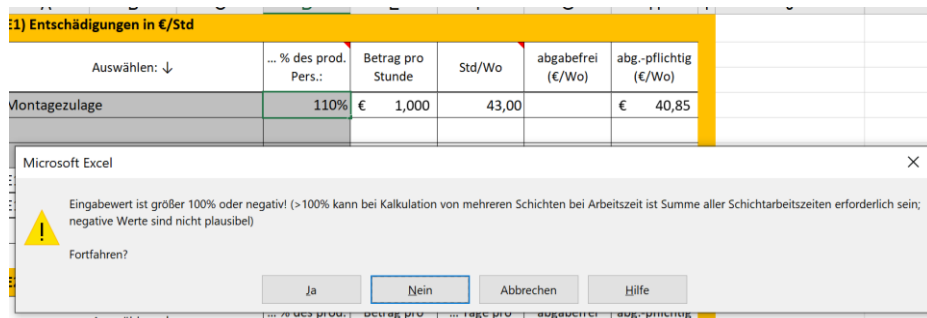 E1) Entschädigungen in €/Std
Auswählen: ↓ ... % des prod. Pers.: Betrag pro Stunde Std/Wo abgabefrei (€/Wo) abg.-pflichtig (€/Wo)
Montagezulage 110% € 1,000 43,00 € 40,85
Microsoft Excel
Eingabewert ist größer 100% oder negativ! (>100% kann bei Kalkulation von mehreren Schichten bei Arbeitszeit ist Summe aller Schichtarbeitszeiten erforderlich sein;
negative Werte sind nicht plausibel)
Fortfahren?
Ja Nein Abbrechen Hilfe
... % des prod. Betrag pro ... Tage pro abgabefrei abg.-pflichtig